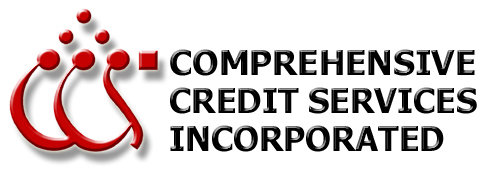 COMPREHENSIVE
CREDIT SERVICES
INCORPORATED